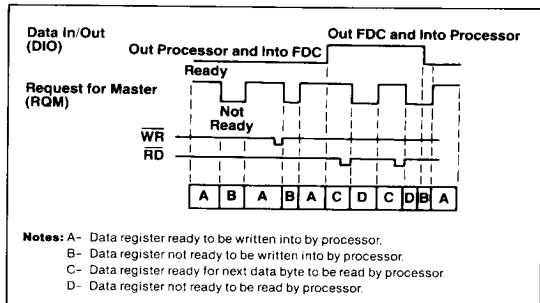 Data in/Out
(DIO)
Out FDC and Into Processor
Out Processor and Into FDC
Ready
Request for Master
(RQM)
Not
Ready
WR
RD
A B A B A C D C D B A
Notes: A- Data register ready to be written into by processor.
B- Data register not ready to be written into by processor.
C- Data register ready for next data byte to be read by processor.
D- Data register not ready to be read by processor.